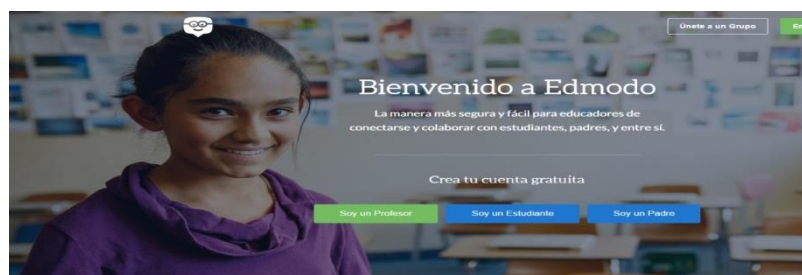 Únete a un Grupo
Bienvenido a Edmodo
La manera más segura y fácil para educadores de
conectarse y colaborar con estudiantes, padres, y entre sí.
Crea tu cuenta gratuita
Soy un Profesor
Soy un Estudiante
Soy un Padre